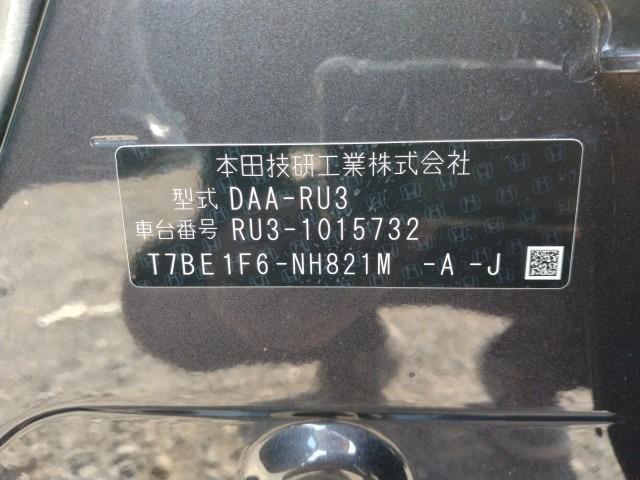 本田技研工業株式会社
型式 DAA-RU3
車台番号 RU3-1015732
T7BE1F6-NH821M -A -J